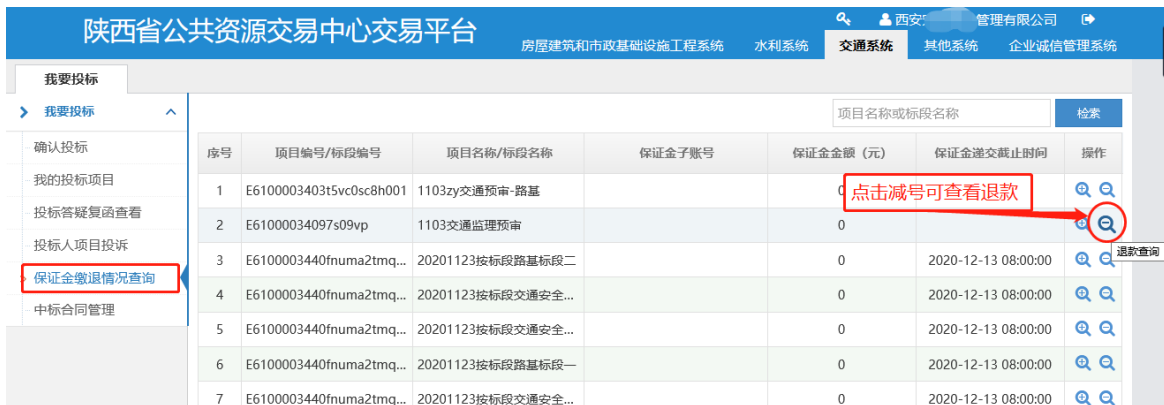 陕西省公共资源交易中心交易平台
西安 管理有限公司
房屋建筑和市政基础设施工程系统 水利系统 交通系统 其他系统 企业诚信管理系统
我要投标
我要投标
确认投标
我的投标项目
投标答疑复函查看
投标人项目投诉
保证金缴退情况查询
中标合同管理
项目名称或标段名称 检索
序号 项目编号/标段编号 项目名称/标段名称 保证金子账号 保证金金额（元） 保证金递交截止时间 操作
1 E6100003403t5vc0sc8h001 1103zy交通预审-路基 0
点击减号可查看退款
2 E61000034097s09vp 1103交通监理预审 0
退款查询
3 E6100003440fnuma2tmq... 20201123按标段路基标段二 0 2020-12-13 08:00:00
4 E6100003440fnuma2tmq... 20201123按标段交通安全... 0 2020-12-13 08:00:00
5 E6100003440fnuma2tmq... 20201123按标段交通安全... 0 2020-12-13 08:00:00
6 E6100003440fnuma2tmq... 20201123按标段路基标段一 0 2020-12-13 08:00:00
7 E6100003440fnuma2tmq... 20201123按标段交通安全... 0 2020-12-13 08:00:00